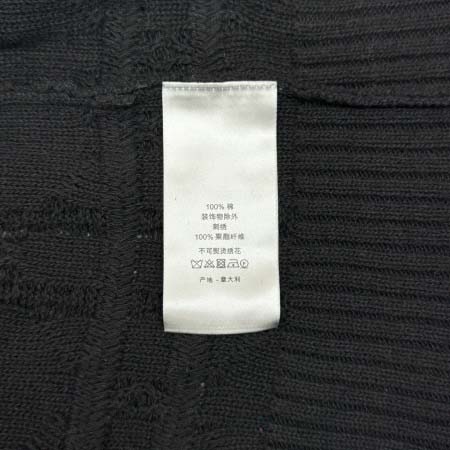 100% 棉
装饰物除外
刺绣
100% 聚酯纤维
不可熨烫绣花
产地 - 意大利